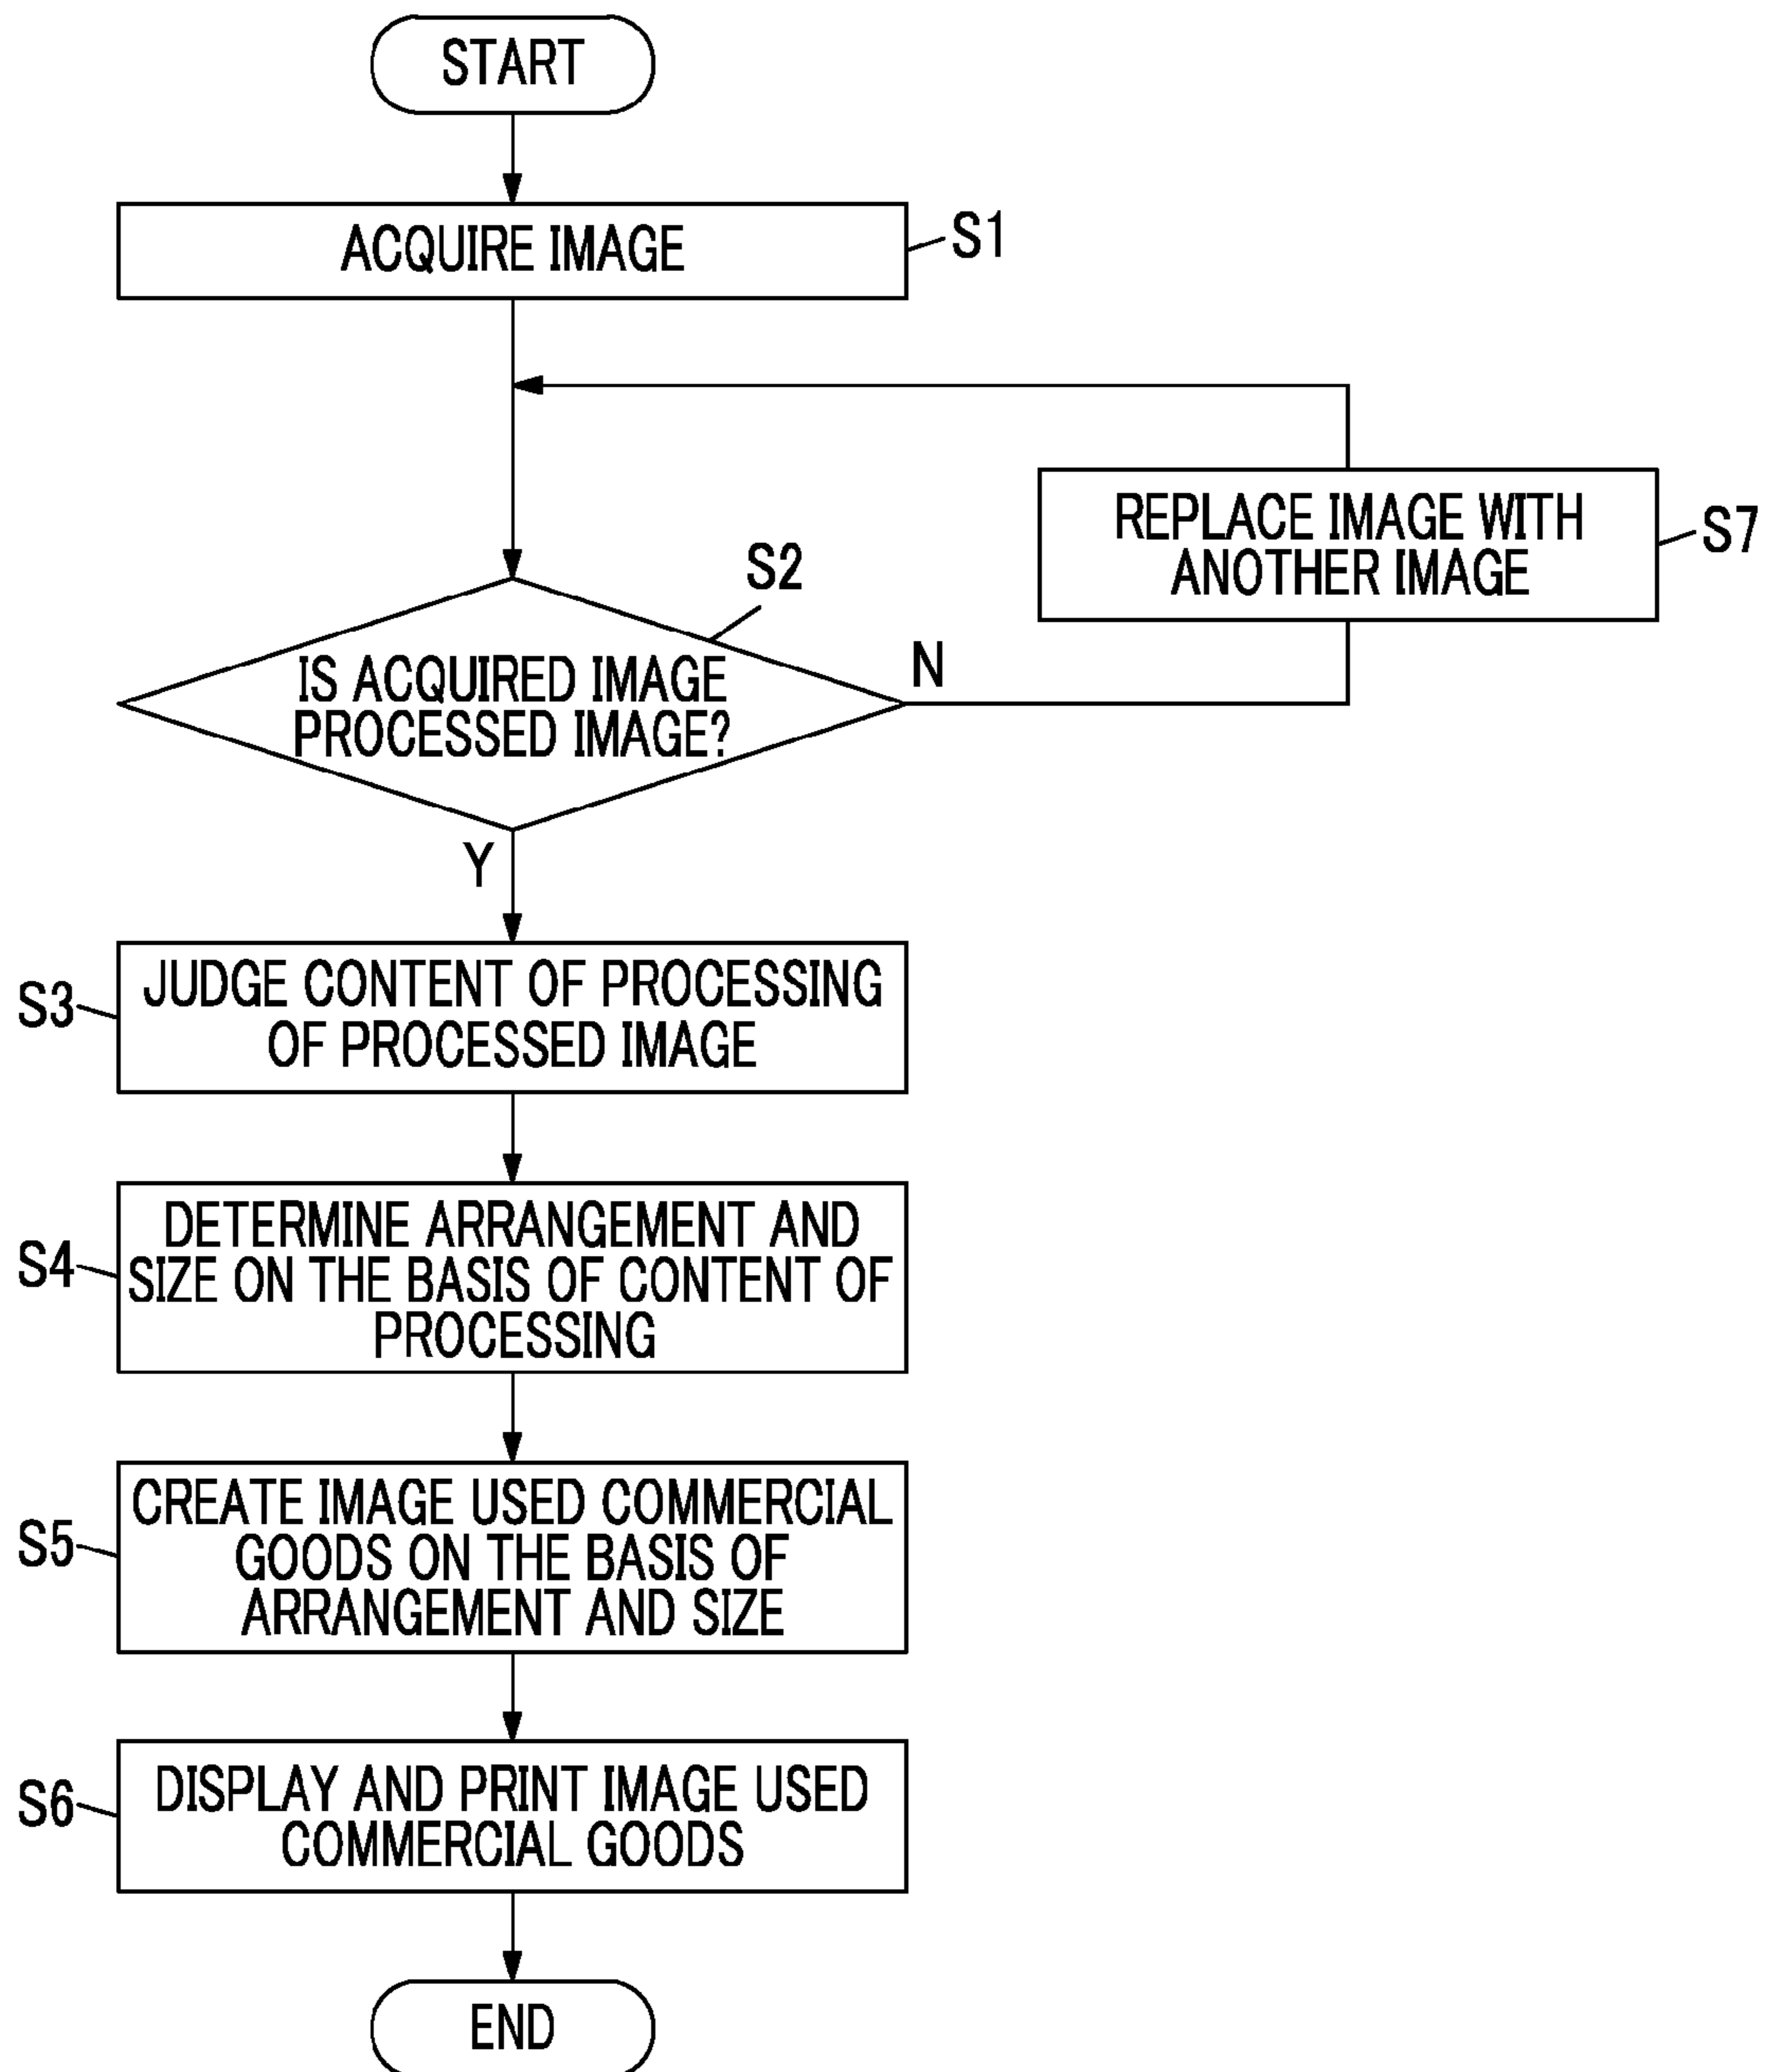 START
ACQUIRE IMAGE
S1
REPLACE IMAGE WITH
ANOTHER IMAGE
S7
S2
IS ACQUIRED IMAGE
PROCESSED IMAGE?
N
Y
S3
JUDGE CONTENT OF PROCESSING
OF PROCESSED IMAGE
S4
DETERMINE ARRANGEMENT AND
SIZE ON THE BASIS OF CONTENT OF
PROCESSING
S5
CREATE IMAGE USED COMMERCIAL
GOODS ON THE BASIS OF
ARRANGEMENT AND SIZE
S6
DISPLAY AND PRINT IMAGE USED
COMMERCIAL GOODS
END